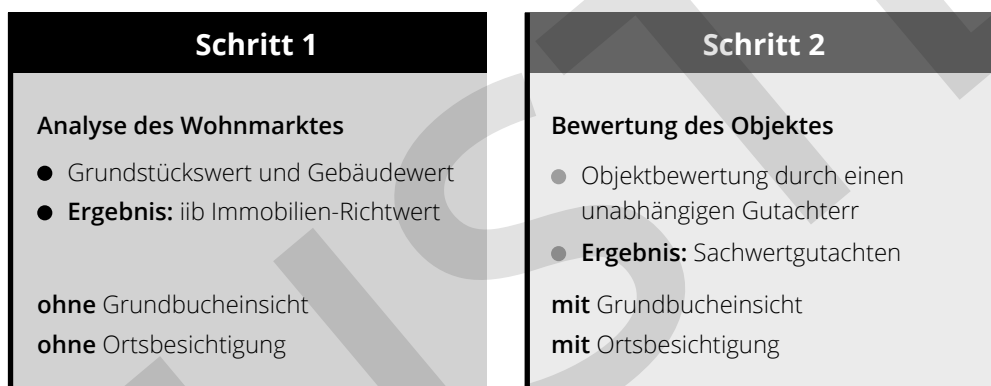 Schritt 1
Analyse des Wohnmarktes
● Grundstückswert und Gebäudewert
● Ergebnis: iib Immobilien-Richtwert
ohne Grundbucheinsicht
ohne Ortsbesichtigung
Schritt 2
Bewertung des Objektes
● Objektbewertung durch einen
unabhängigen Gutachterr
● Ergebnis: Sachwertgutachten
mit Grundbucheinsicht
mit Ortsbesichtigung